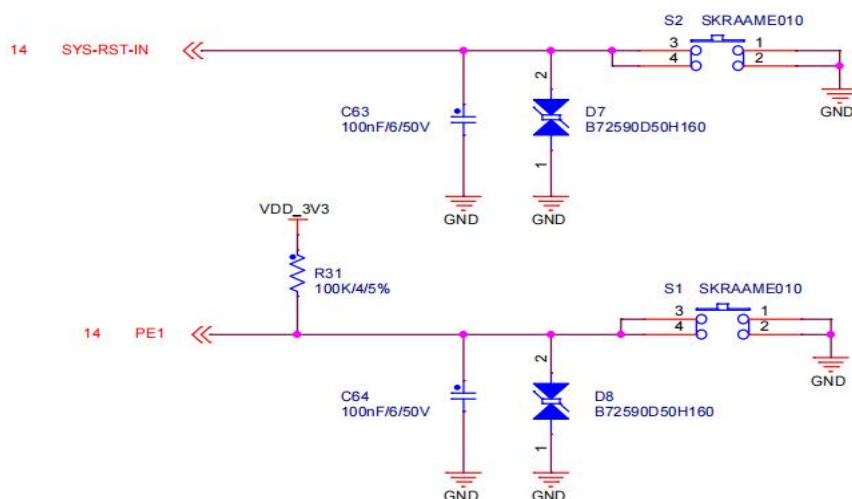 S2 SKRAAME010
14 SYS-RST-IN
3 1
4 2
2
C63 D7
100nF/6/50V B72590D50H160
1
GND
GND GND
VDD_3V3
R31
100K/4/5%
S1 SKRAAME010
14 PE1
3 1
4 2
2
GND
C64 D8
100nF/6/50V B72590D50H160
1
GND GND